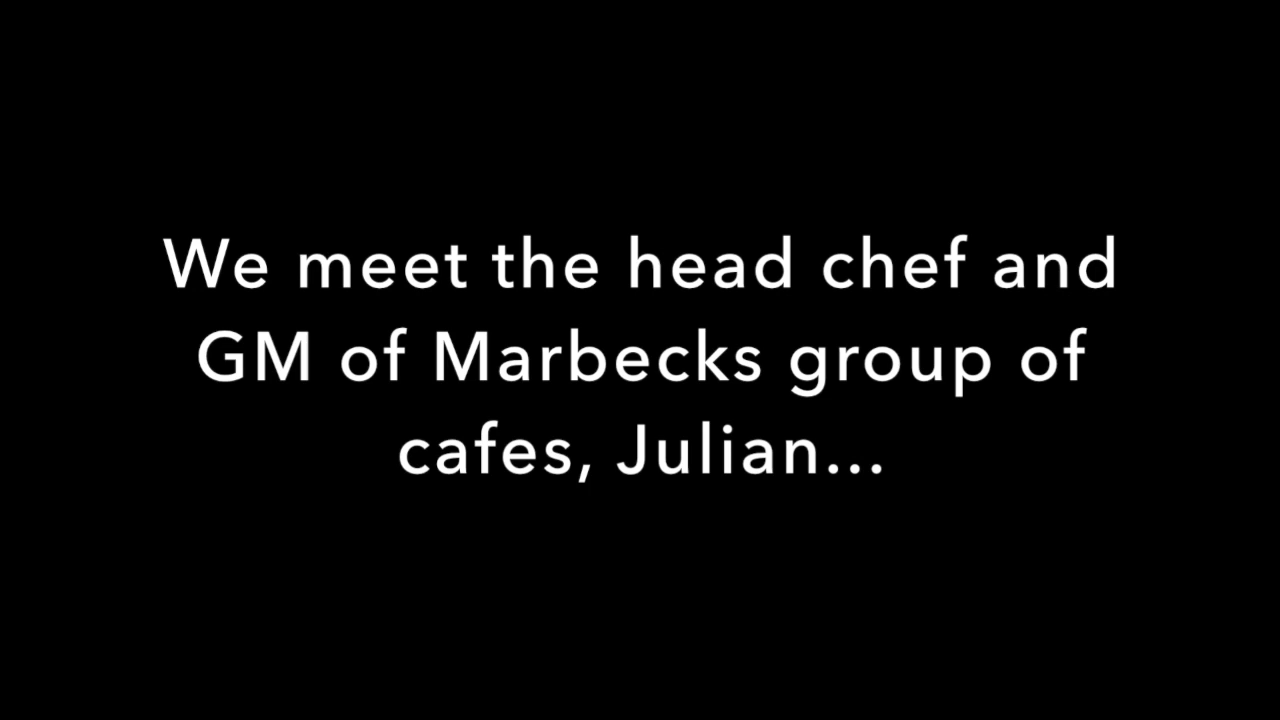 We meet the head chef and
GM of Marbecks group of
cafes, Julian...